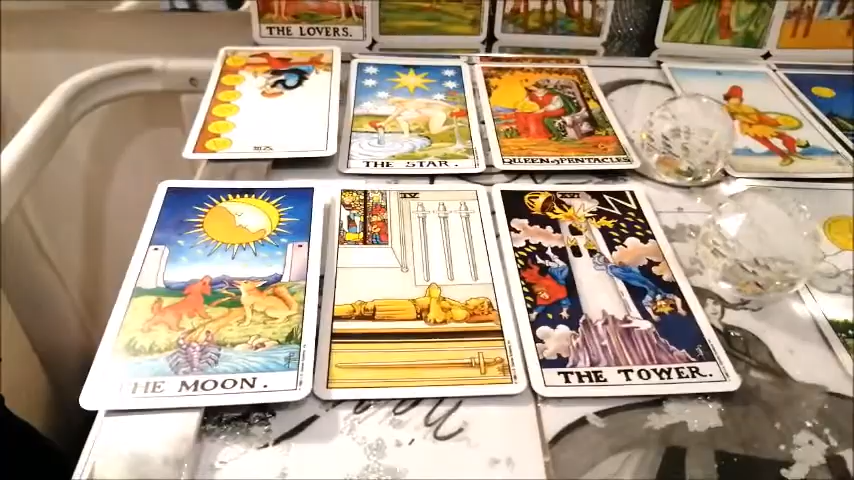 THE LOVERS.
THE STAR.
QUEEN of PENTACLES
THE MOON.
IV
THE TOWER.